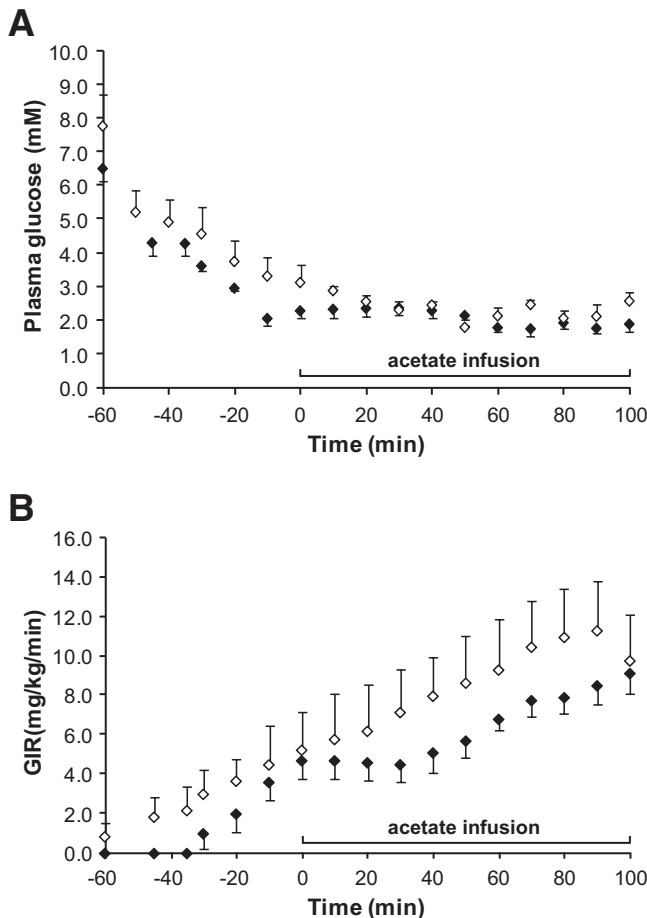 A
Plasma glucose (mM)
10.0
9.0
8.0
7.0
6.0
5.0
4.0
3.0
2.0
1.0
0.0
acetate infusion
-60 -40 -20 0 20 40 60 80 100
Time (min)
B
GIR(mg/kg/min)
16.0
14.0
12.0
10.0
8.0
6.0
4.0
2.0
0.0
acetate infusion
-60 -40 -20 0 20 40 60 80 100
Time (min)